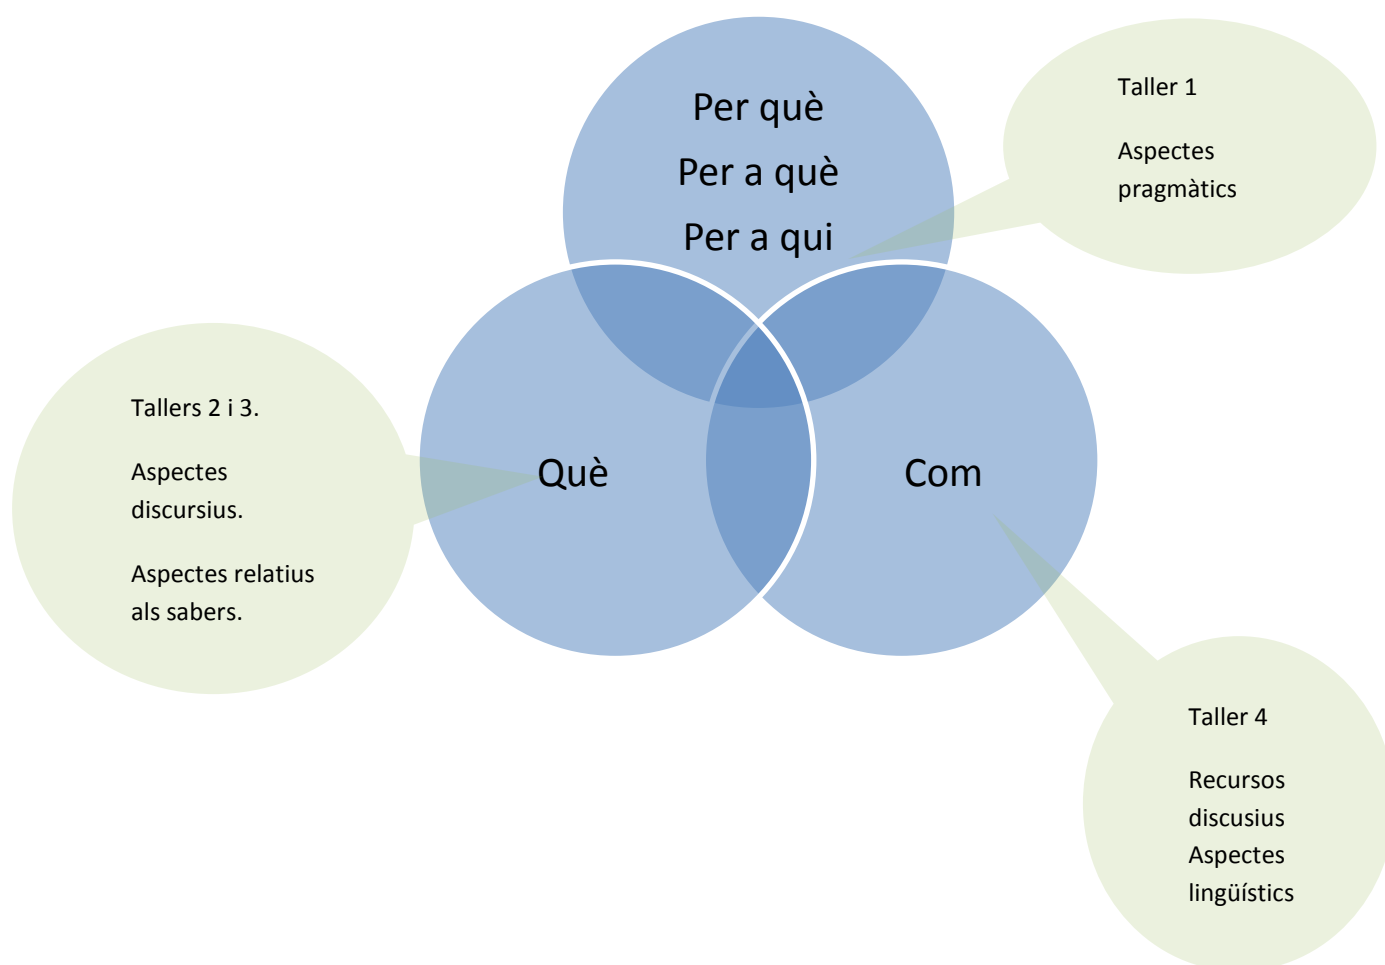 Per què
Per a què
Per a qui
Taller 1
Aspectes
pragmàtics
Tallers 2 i 3.
Aspectes
discursius.
Aspectes relatius
als sabers.
Què
Com
Taller 4
Recursos
discusius
Aspectes
lingüístics